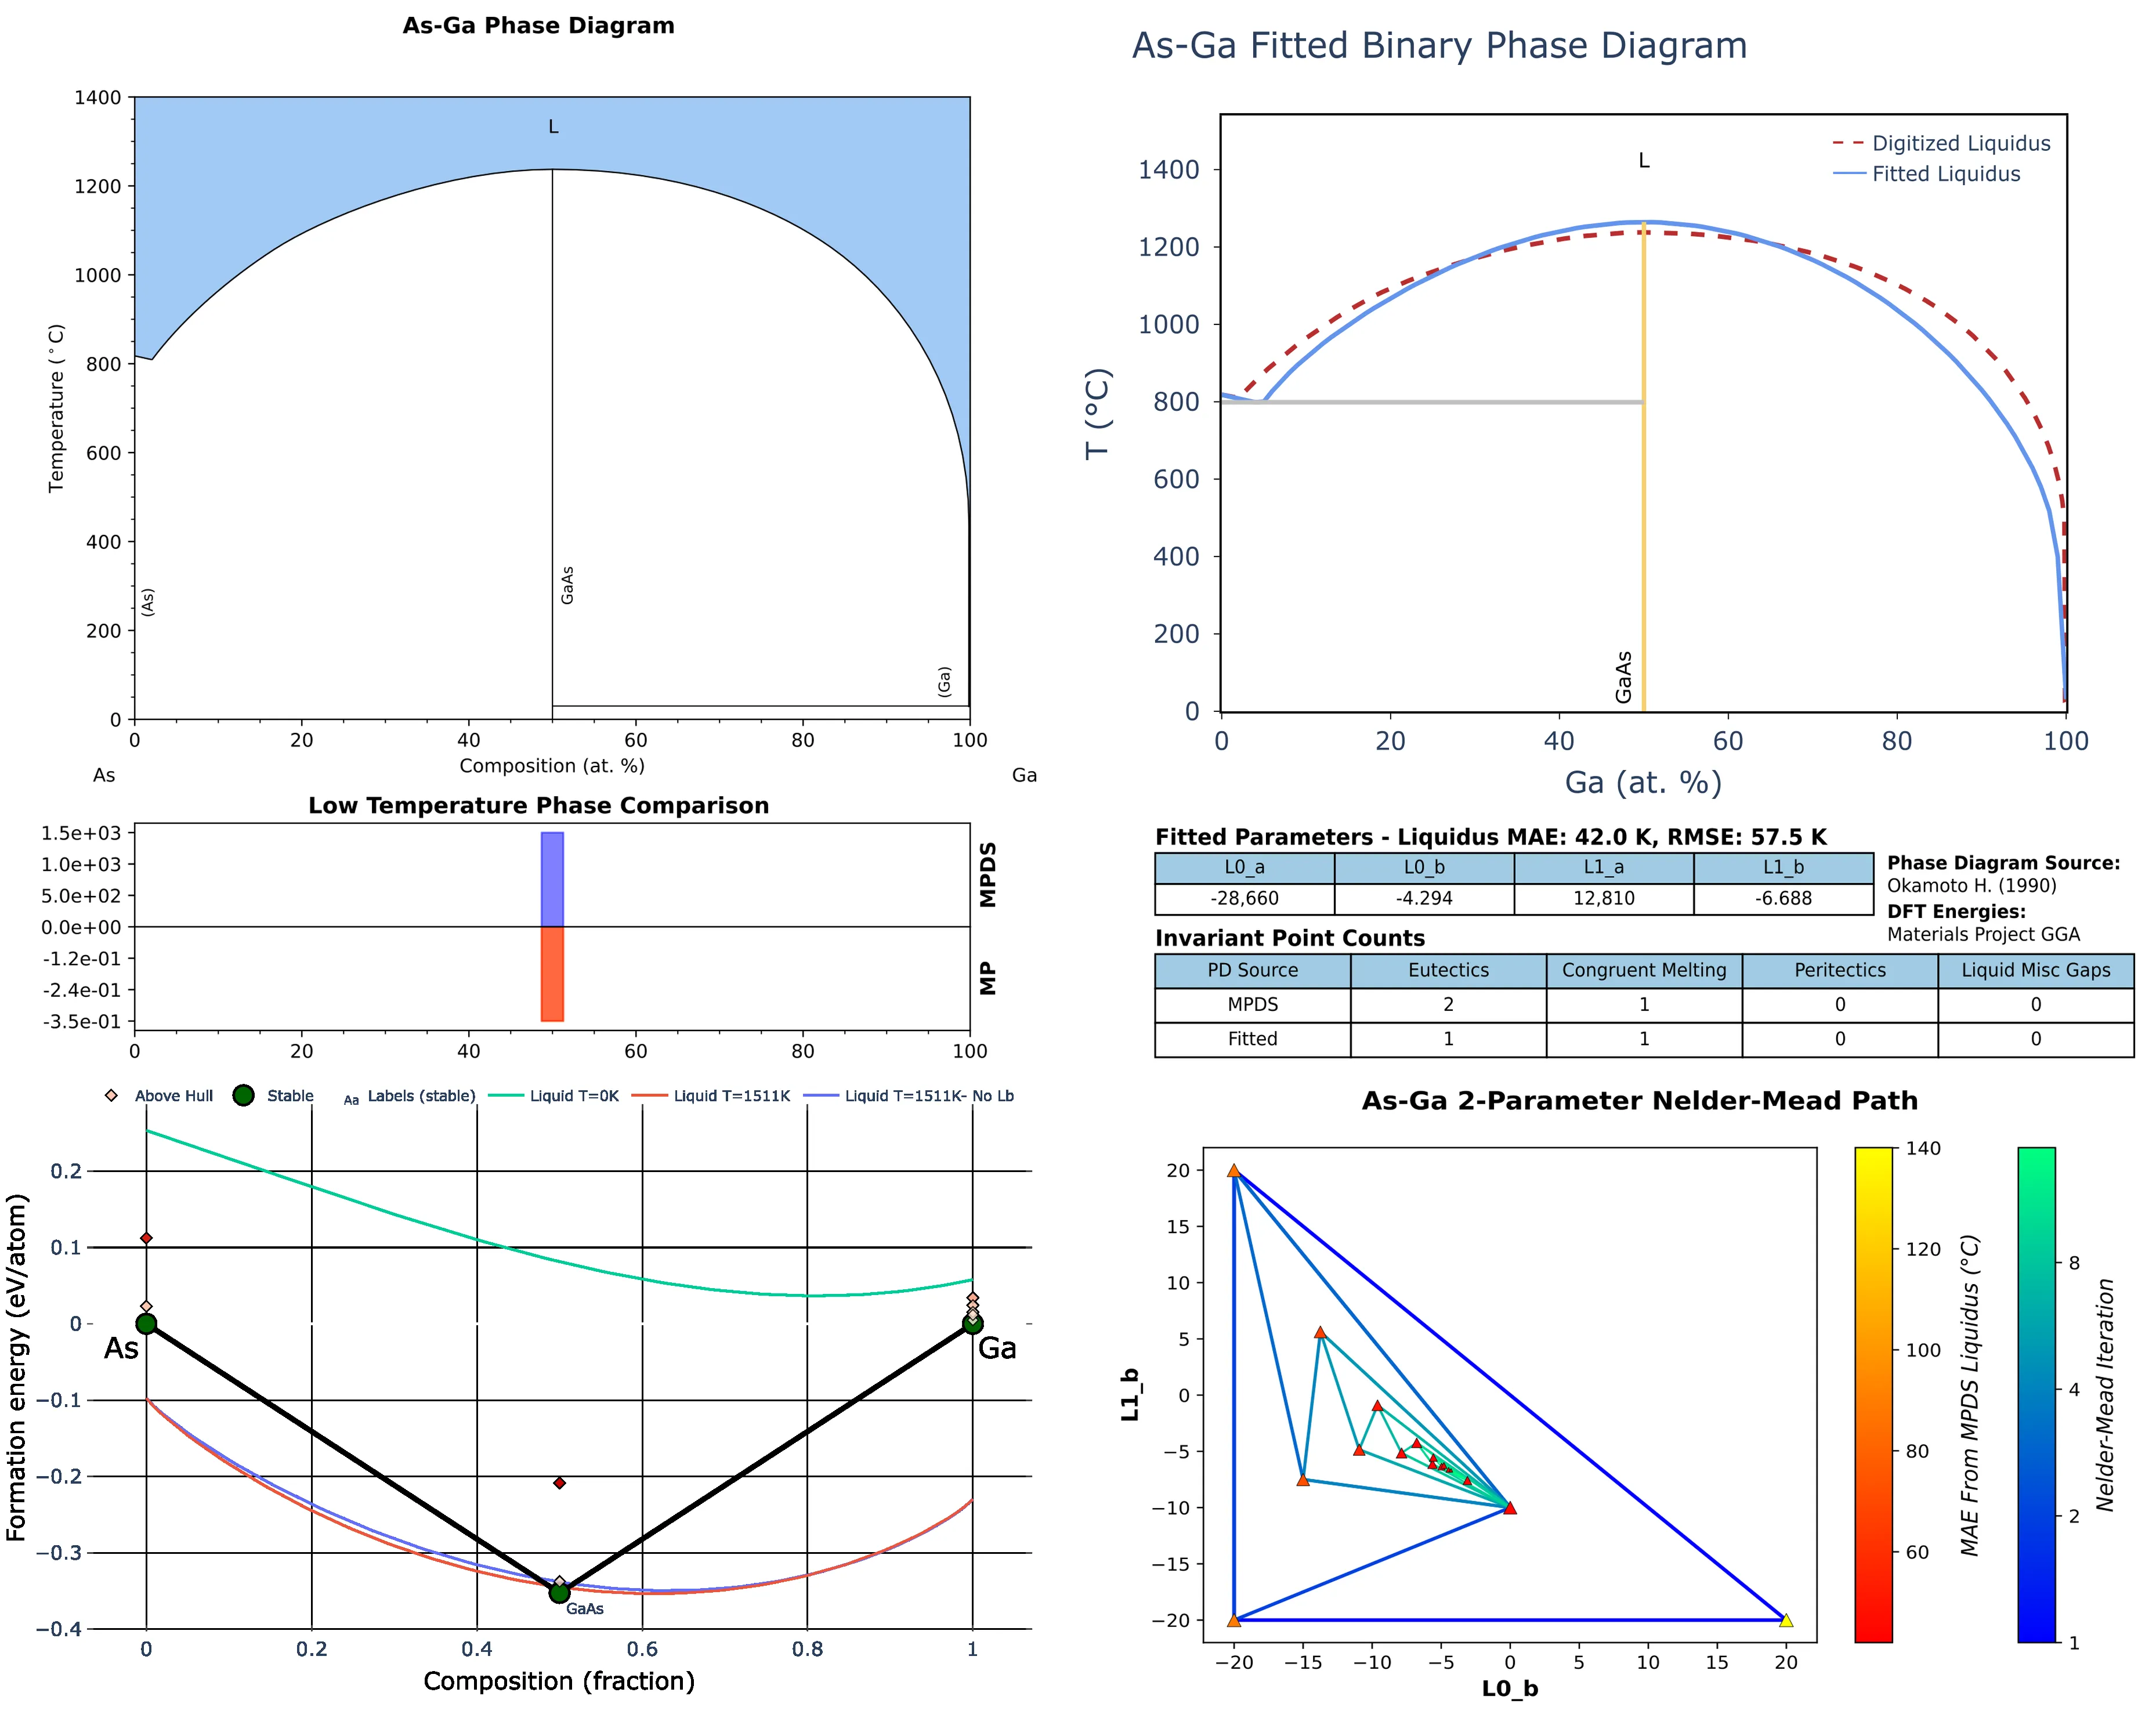 As-Ga Phase Diagram
1400
1200
1000
800
600
400
200
0
Temperature (°C)
L
(As)
GaAs
(Ga)
0 20 40 60 80 100
Composition (at. %)
As Ga
As-Ga Fitted Binary Phase Diagram
1400
1200
1000
800
600
400
200
0
T (°C)
L
Digitized Liquidus
Fitted Liquidus
GaAs
0 20 40 60 80 100
Ga (at. %)
Low Temperature Phase Comparison
1.5e+03
1.0e+03
5.0e+02
0.0e+00
-1.2e-01
-2.4e-01
-3.5e-01
MPDS
MP
0 20 40 60 80 100
Fitted Parameters - Liquidus MAE: 42.0 K, RMSE: 57.5 K
L0_a L0_b L1_a L1_b
-28,660 -4.294 12,810 -6.688
Phase Diagram Source:
Okamoto H. (1990)
DFT Energies:
Materials Project GGA
Invariant Point Counts
PD Source Eutectics Congruent Melting Peritectics Liquid Misc Gaps
MPDS 2 1 0 0
Fitted 1 1 0 0
Above Hull Stable Aa Labels (stable) Liquid T=0K Liquid T=1511K Liquid T=1511K- No Lb
0.2
0.1
0
−0.1
−0.2
−0.3
−0.4
Formation energy (eV/atom)
As
Ga
GaAs
0 0.2 0.4 0.6 0.8 1
Composition (fraction)
As-Ga 2-Parameter Nelder-Mead Path
20
15
10
5
0
−5
−10
−15
−20
L1_b
−20 −15 −10 −5 0 5 10 15 20
L0_b
140
120
100
80
60
MAE From MPDS Liquidus (°C)
8
4
2
1
Nelder-Mead Iteration